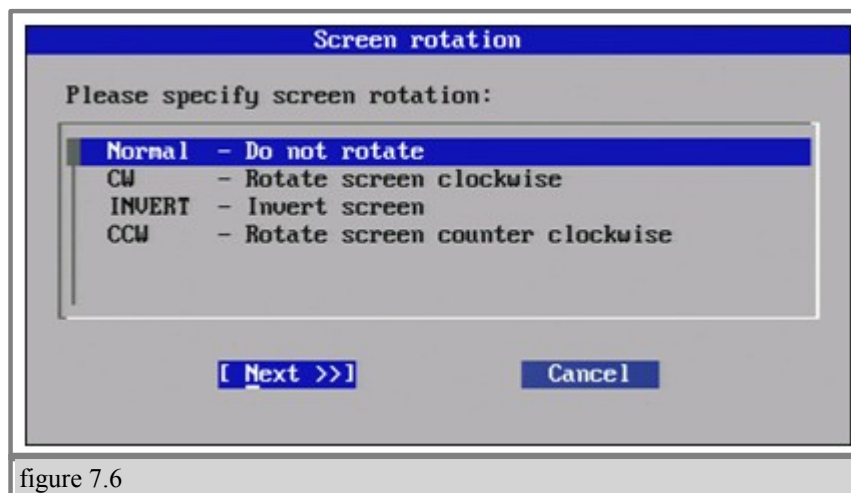 Screen rotation
Please specify screen rotation:
Normal - Do not rotate
CW - Rotate screen clockwise
INVERT - Invert screen
CCW - Rotate screen counter clockwise
[ Next >>] Cancel
figure 7.6